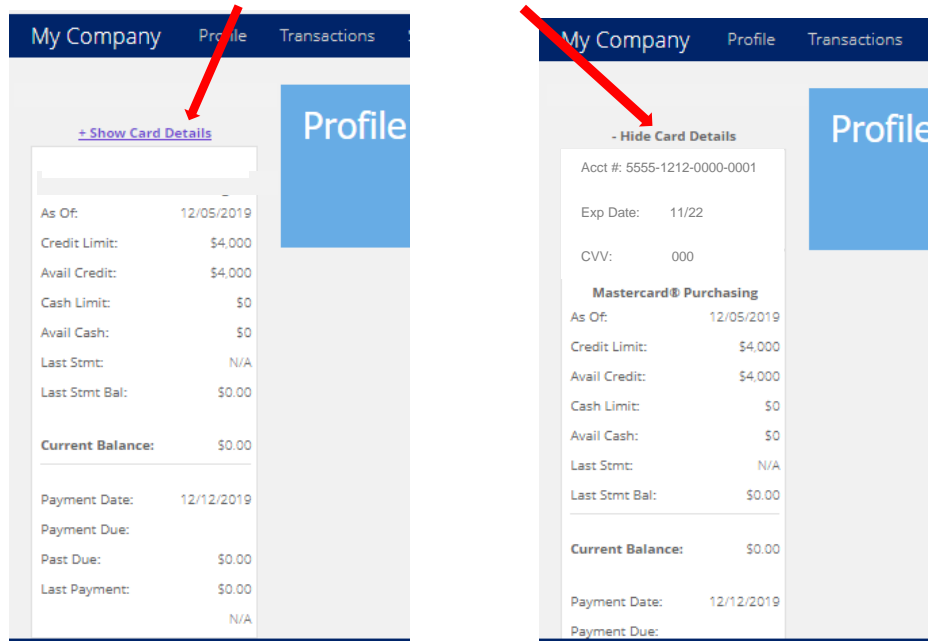 My Company Profile Transactions
+ Show Card Details
Profile
As Of: 12/05/2019
Credit Limit: $4,000
Avail Credit: $4,000
Cash Limit: $0
Avail Cash: $0
Last Stmt: N/A
Last Stmt Bal: $0.00
Current Balance: $0.00
Payment Date: 12/12/2019
Payment Due:
Past Due: $0.00
Last Payment: $0.00
N/A
My Company Profile Transactions
- Hide Card Details
Profile
Acct #: 5555-1212-0000-0001
Exp Date: 11/22
CVV: 000
Mastercard® Purchasing
As Of: 12/05/2019
Credit Limit: $4,000
Avail Credit: $4,000
Cash Limit: $0
Avail Cash: $0
Last Stmt: N/A
Last Stmt Bal: $0.00
Current Balance: $0.00
Payment Date: 12/12/2019
Payment Due: